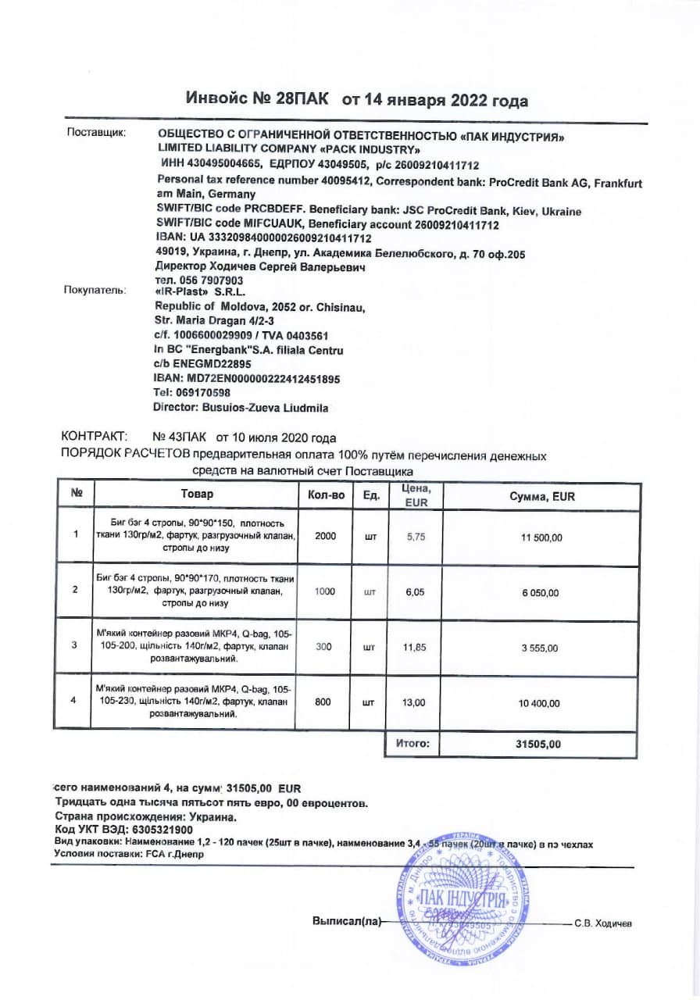 Инвойс № 28ПАК от 14 января 2022 года
Поставщик: ОБЩЕСТВО С ОГРАНИЧЕННОЙ ОТВЕТСТВЕННОСТЬЮ «ПАК ИНДУСТРИЯ»
LIMITED LIABILITY COMPANY «PACK INDUSTRY»
ИНН 430495004665, ЕДРПОУ 43049505, р/с 26009210411712
Personal tax reference number 40095412, Correspondent bank: ProCredit Bank AG, Frankfurt
am Main, Germany
SWIFT/BIC code PRCBDEFF. Beneficiary bank: JSC ProCredit Bank, Kiev, Ukraine
SWIFT/BIC code MIFCUAUK, Beneficiary account 26009210411712
IBAN: UA 333209840000026009210411712
49019, Украина, г. Днепр, ул. Академика Белелюбского, д. 70 оф.205
Директор Ходичев Сергей Валерьевич
тел. 056 7907903
Покупатель: «IR-Plast» S.R.L.
Republic of Moldova, 2052 or. Chisinau,
Str. Maria Dragan 4/2-3
c/f. 1006600029909 / TVA 0403561
In BC "Energbank"S.A. filiala Centru
c/b ENEGMD22895
IBAN: MD72EN000000222412451895
Tel: 069170598
Director: Busuios-Zueva Liudmila
КОНТРАКТ: № 43ПАК от 10 июля 2020 года
ПОРЯДОК РАСЧЕТОВ предварительная оплата 100% путём перечисления денежных
средств на валютный счет Поставщика
№ Товар Кол-во Ед. Цена, EUR Сумма, EUR
1 Биг бэг 4 стропы, 90*90*150, плотность
ткани 130гр/м2, фартук, разгрузочный клапан, 2000 шт 5,75 11 500,00
стропы до низу
2 Биг бэг 4 стропы, 90*90*170, плотность ткани
130гр/м2, фартук, разгрузочный клапан, 1000 шт 6,05 6 050,00
стропы до низу
3 М'який контейнер разовий МКР4, Q-bag, 105-
105-200, щільність 140г/м2, фартук, клапан 300 шт 11,85 3 555,00
розвантажувальний.
4 М'який контейнер разовий МКР4, Q-bag, 105-
105-230, щільність 140г/м2, фартук, клапан 800 шт 13,00 10 400,00
розвантажувальний.
Итого: 31505,00
сего наименований 4, на сумм 31505,00 EUR
Тридцать одна тысяча пятьсот пять евро, 00 евроцентов.
Страна происхождения: Украина.
Код УКТ ВЭД: 6305321900
Вид упаковки: Наименование 1,2 - 120 пачек (25шт в пачке), наименование 3,4 - 55 пачек (20шт в пачке) в пэ чехлах
Условия поставки: FCA г.Днепр
УКРАЇНА
Товариство з обмеженою відповідальністю
м. Дніпро
«ПАК ІНДУСТРІЯ»
43049505
Выписал(ла) С.В. Ходичев